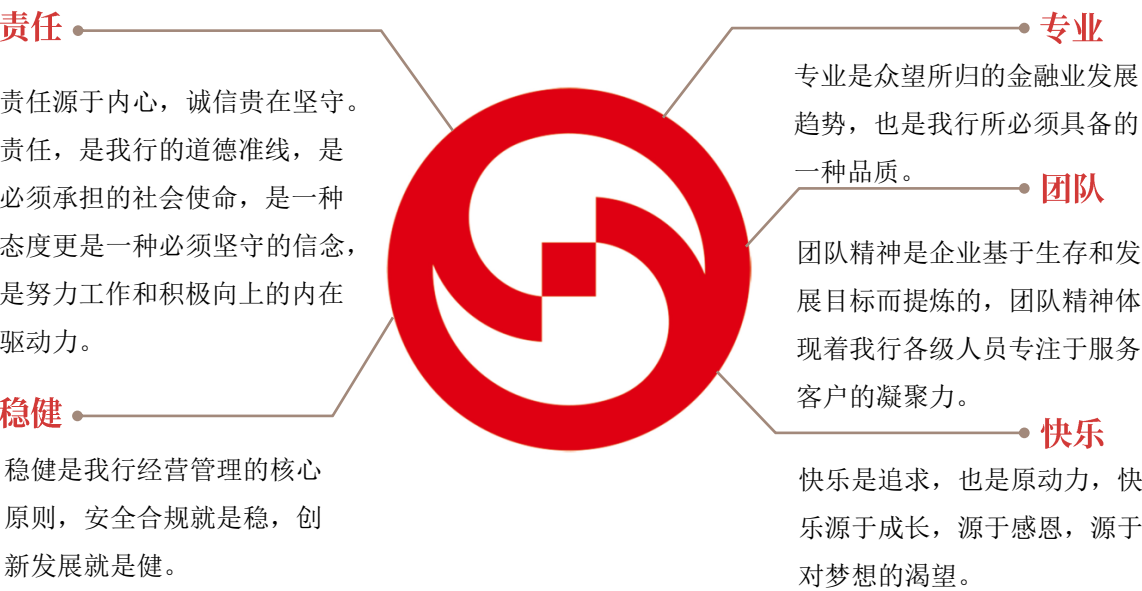 责任
责任源于内心，诚信贵在坚守。
责任，是我行的道德准线，是
必须承担的社会使命，是一种
态度更是一种必须坚守的信念，
是努力工作和积极向上的内在
驱动力。
稳健
稳健是我行经营管理的核心
原则，安全合规就是稳，创
新发展就是健。
专业
专业是众望所归的金融业发展
趋势，也是我行所必须具备的
一种品质。
团队
团队精神是企业基于生存和发
展目标而提炼的，团队精神体
现着我行各级人员专注于服务
客户的凝聚力。
快乐
快乐是追求，也是原动力，快
乐源于成长，源于感恩，源于
对梦想的渴望。